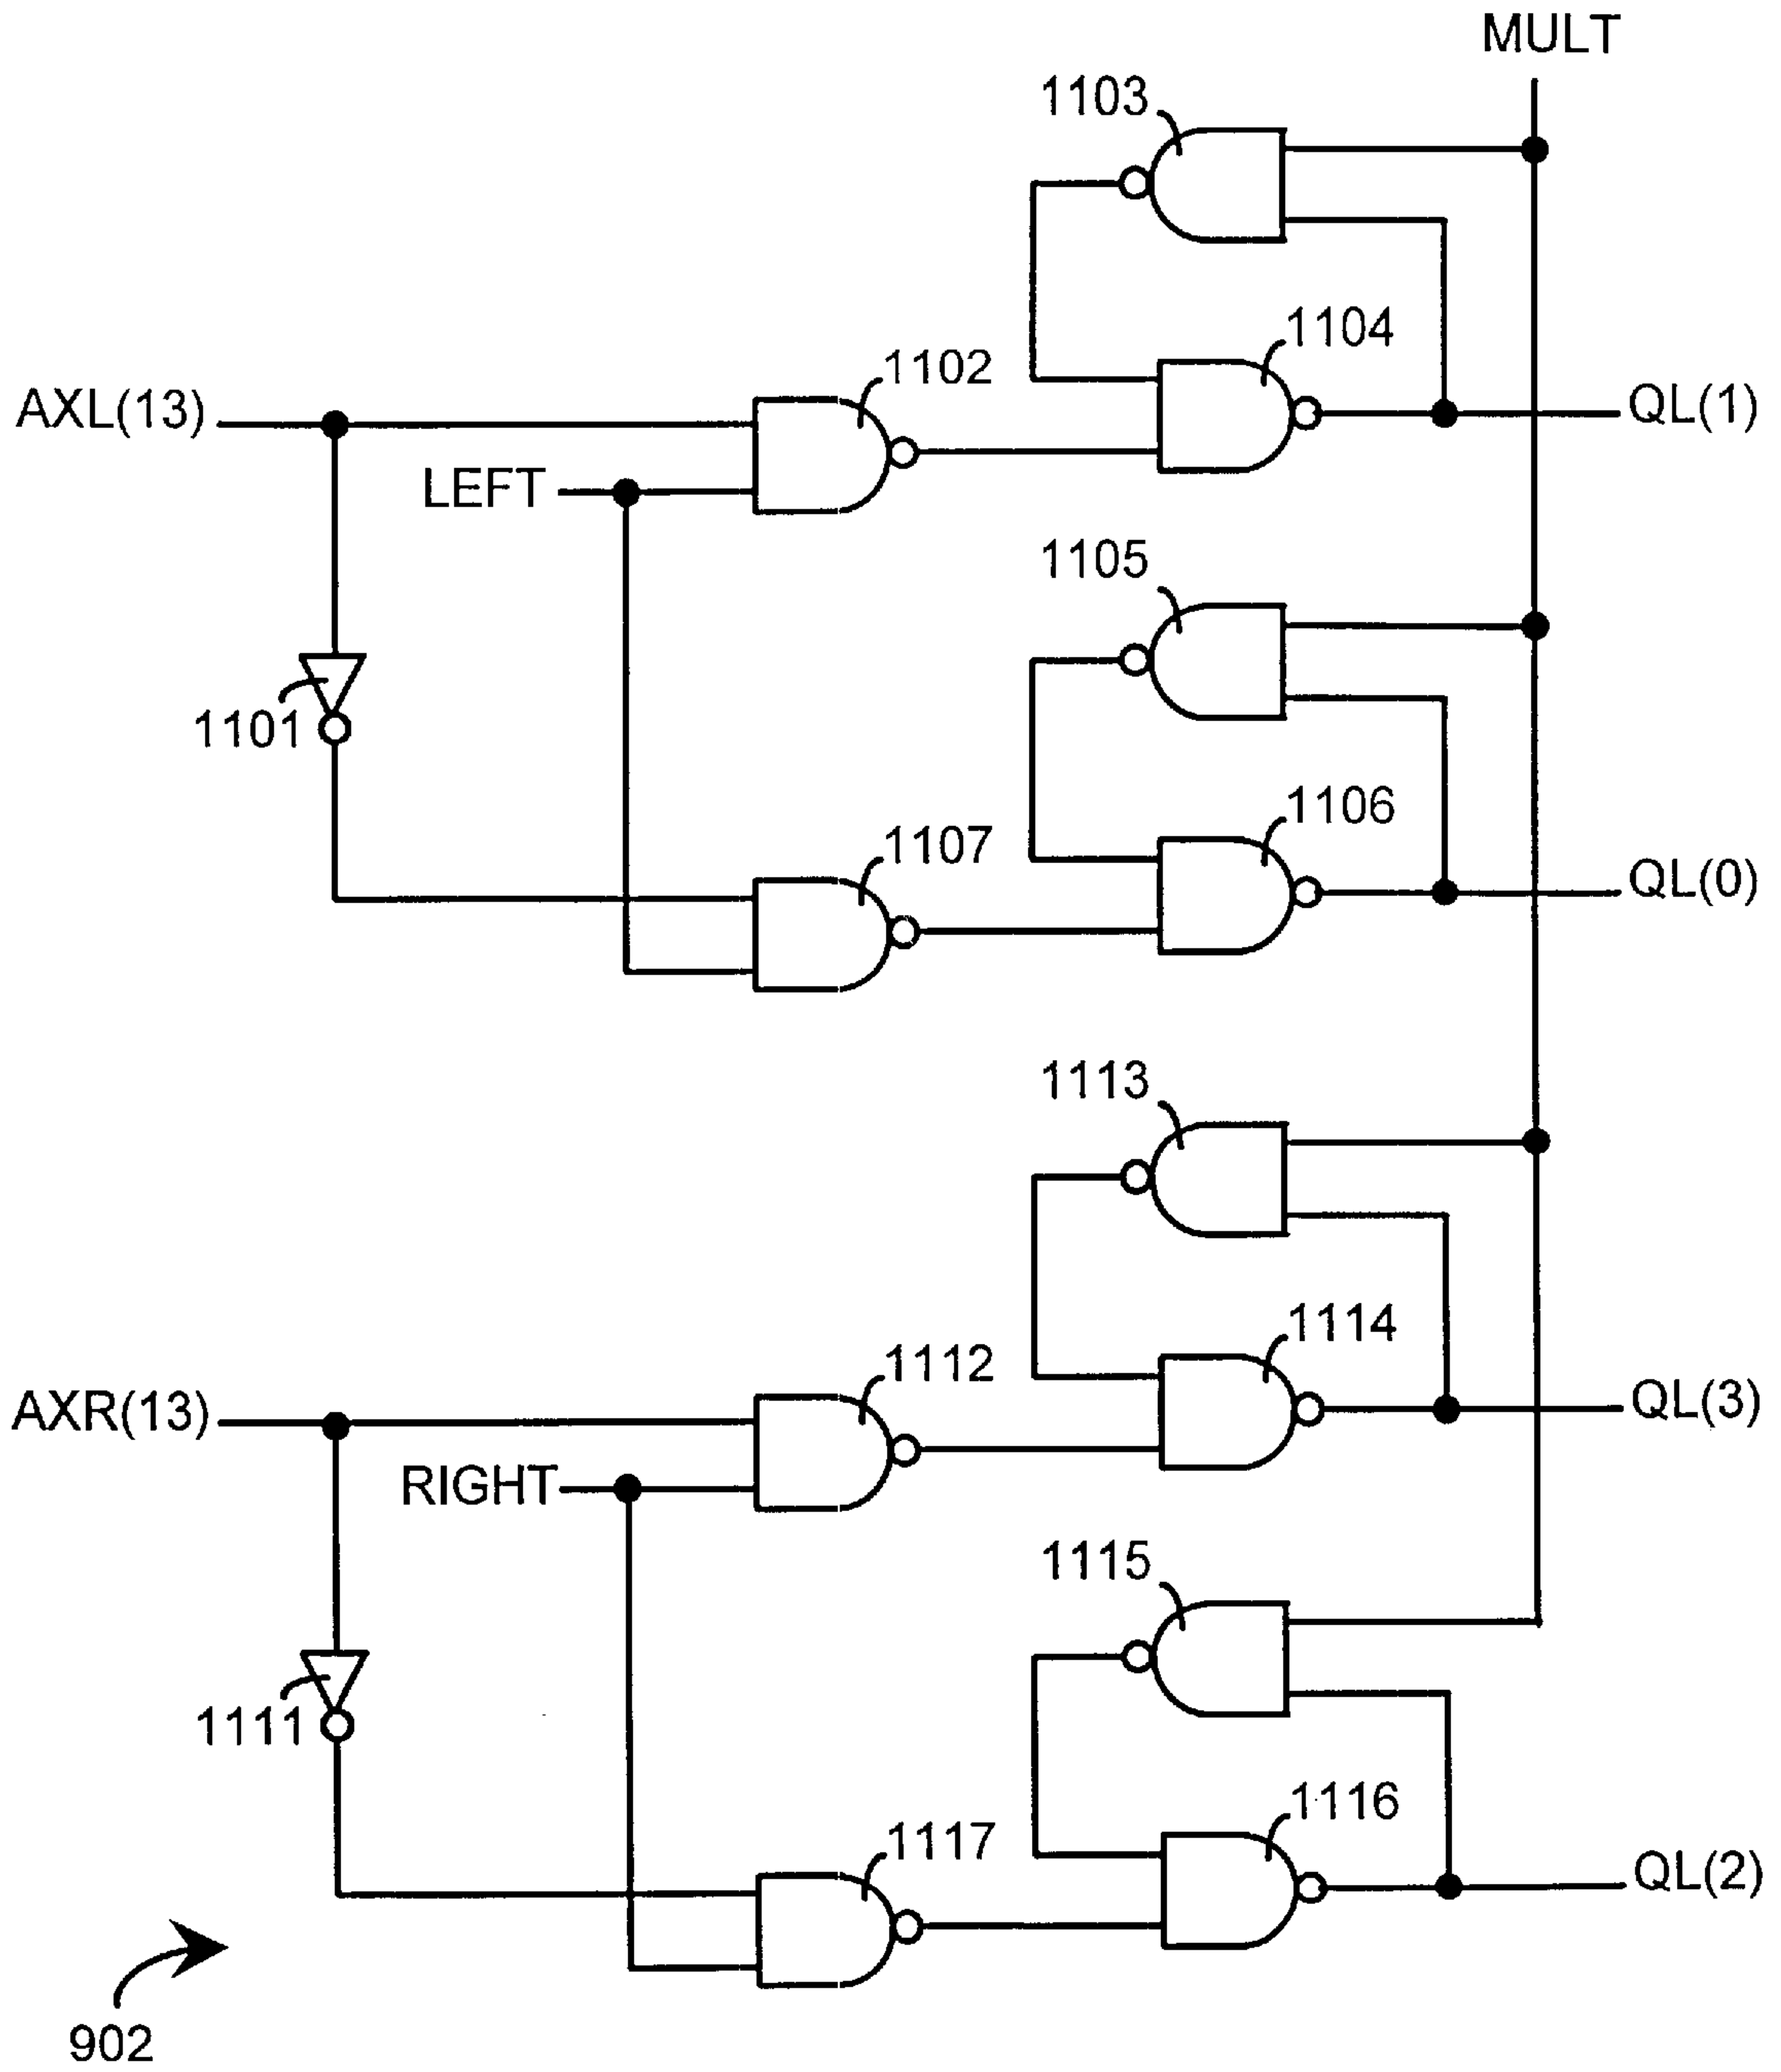 MULT
1103
1104
1102
AXL(13)
QL(1)
LEFT
1105
1101
1106
1107
QL(0)
1113
1114
1112
AXR(13)
QL(3)
RIGHT
1115
1111
1116
1117
QL(2)
902